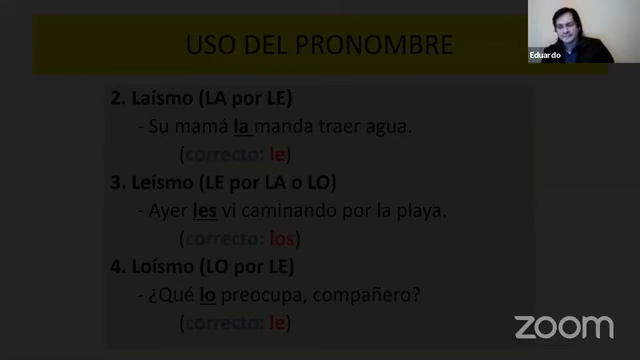 USO DEL PRONOMBRE
Eduardo
2. Laísmo (LA por LE)
- Su mamá la manda traer agua.
(correcto: le)
3. Leísmo (LE por LA o LO)
- Ayer les vi caminando por la playa.
(correcto: los)
4. Loísmo (LO por LE)
- ¿Qué lo preocupa, compañero?
(correcto: le)
zoom